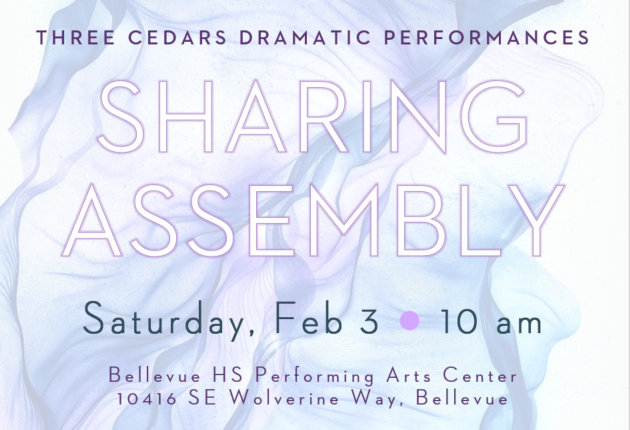 THREE CEDARS DRAMATIC PERFORMANCES
SHARING
ASSEMBLY
Saturday, Feb 3 • 10 am
Bellevue HS Performing Arts Center
10416 SE Wolverine Way, Bellevue